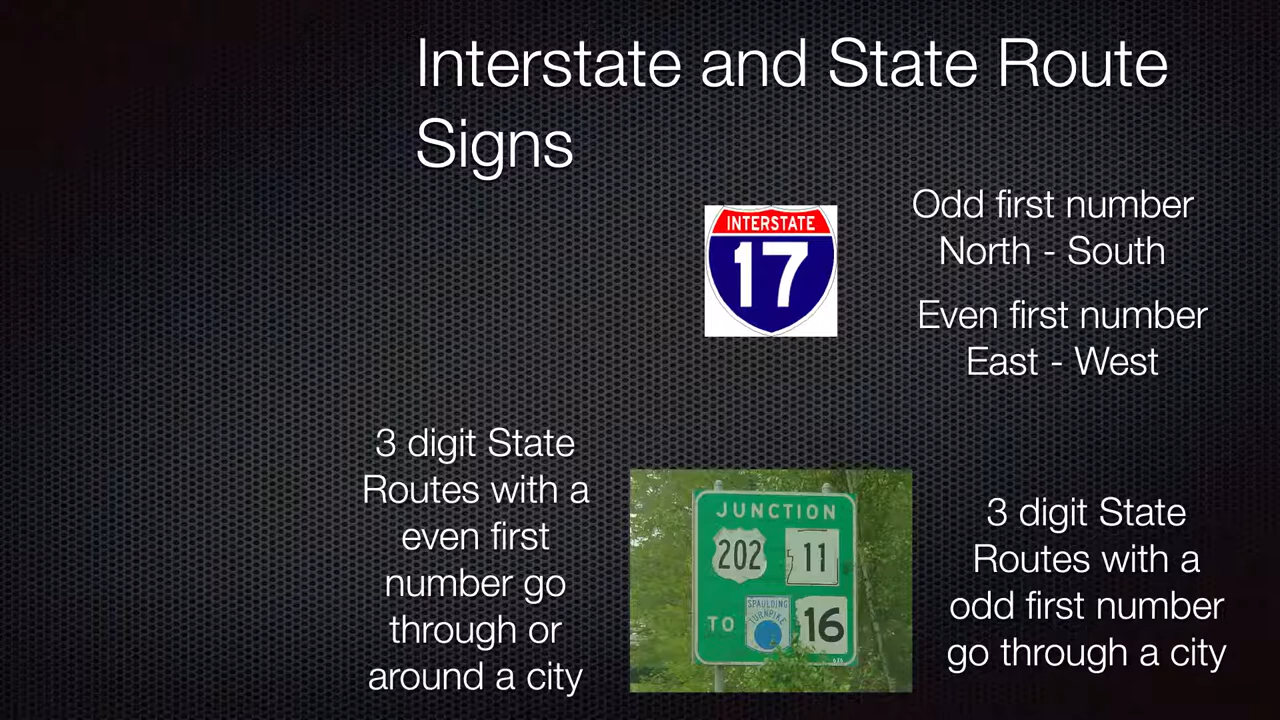 Interstate and State Route
Signs
INTERSTATE
17
Odd first number
North - South
Even first number
East - West
3 digit State
Routes with a
even first
number go
through or
around a city
JUNCTION
202 11
TO SPAULDING TURNPIKE 16
3 digit State
Routes with a
odd first number
go through a city